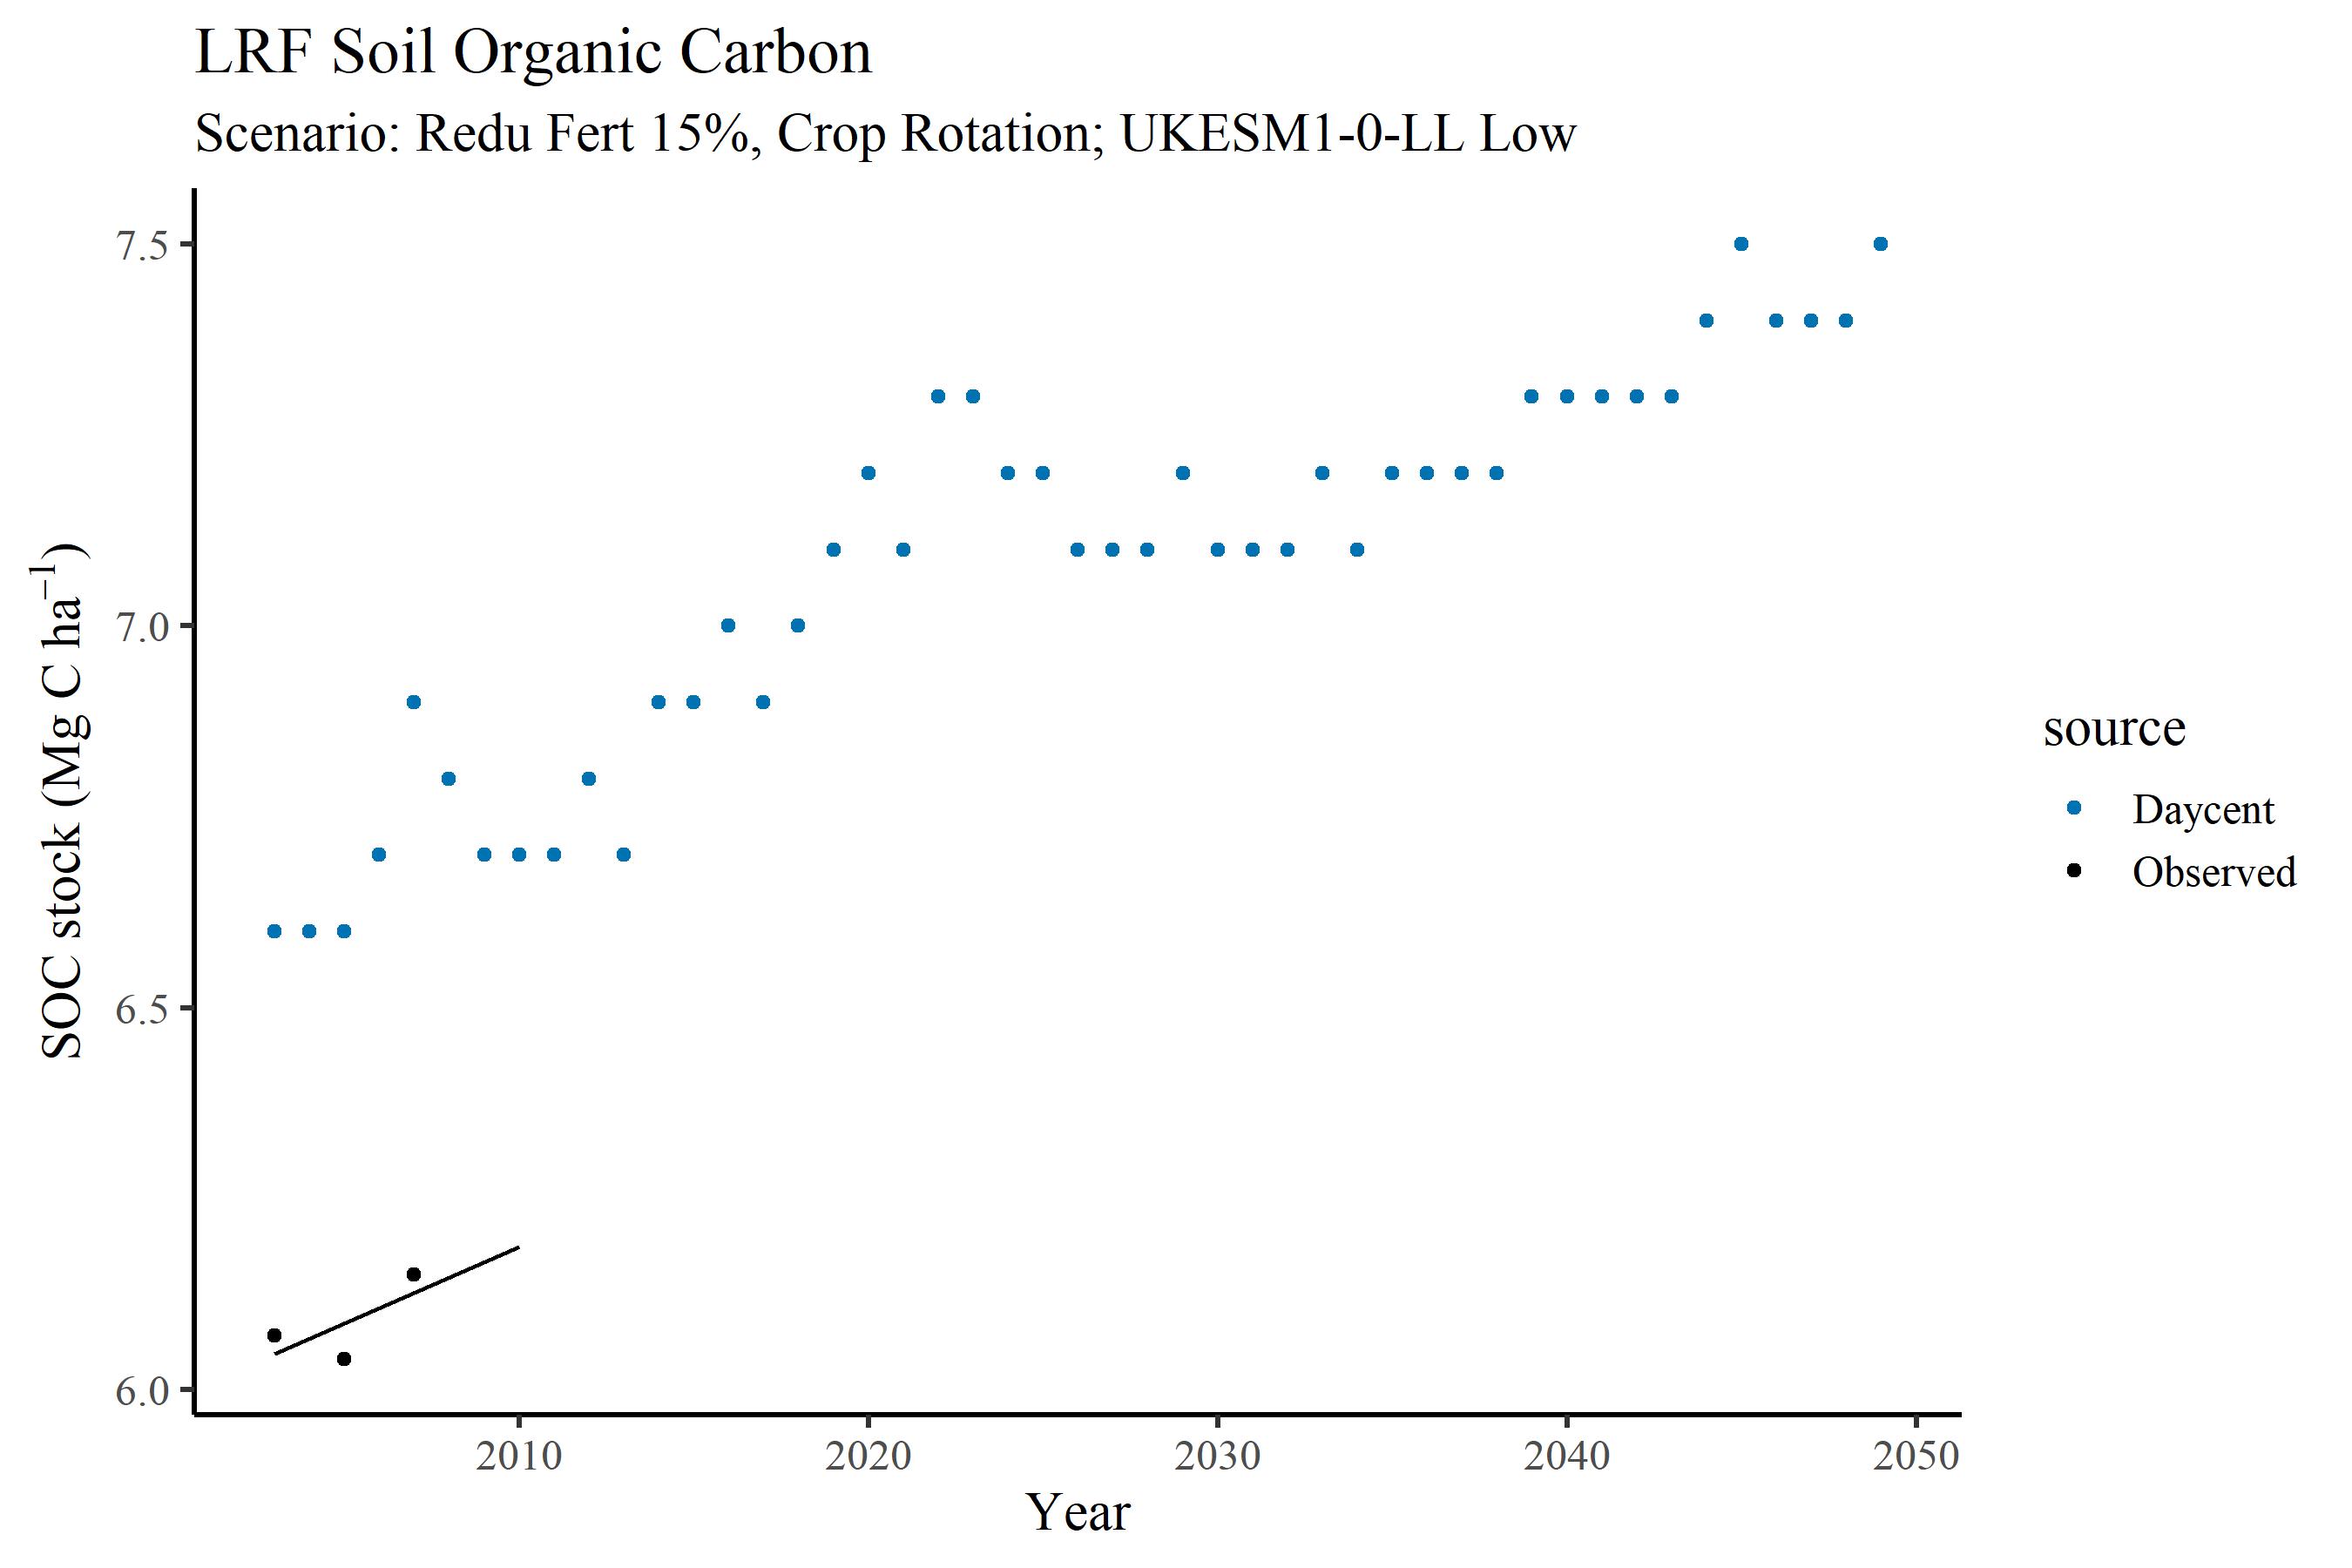 LRF Soil Organic Carbon
Scenario: Redu Fert 15%, Crop Rotation; UKESM1-0-LL Low
SOC stock (Mg C ha⁻¹)
7.5
7.0
6.5
6.0
2010 2020 2030 2040 2050
Year
source
Daycent
Observed